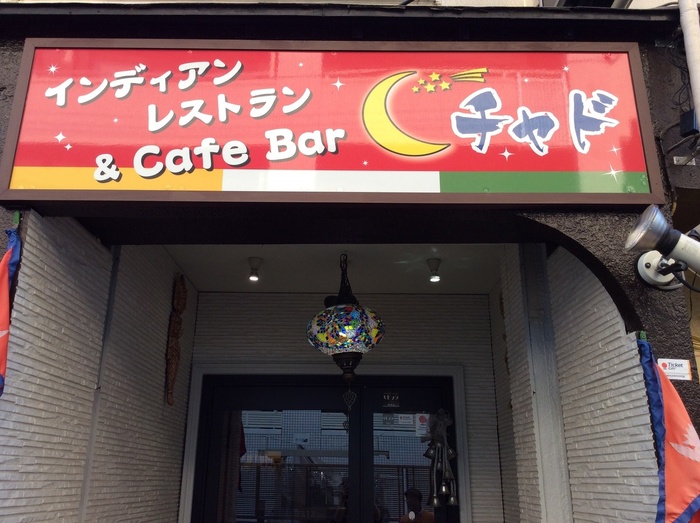 インディアン
レストラン
& Cafe Bar
チャド
Ticket